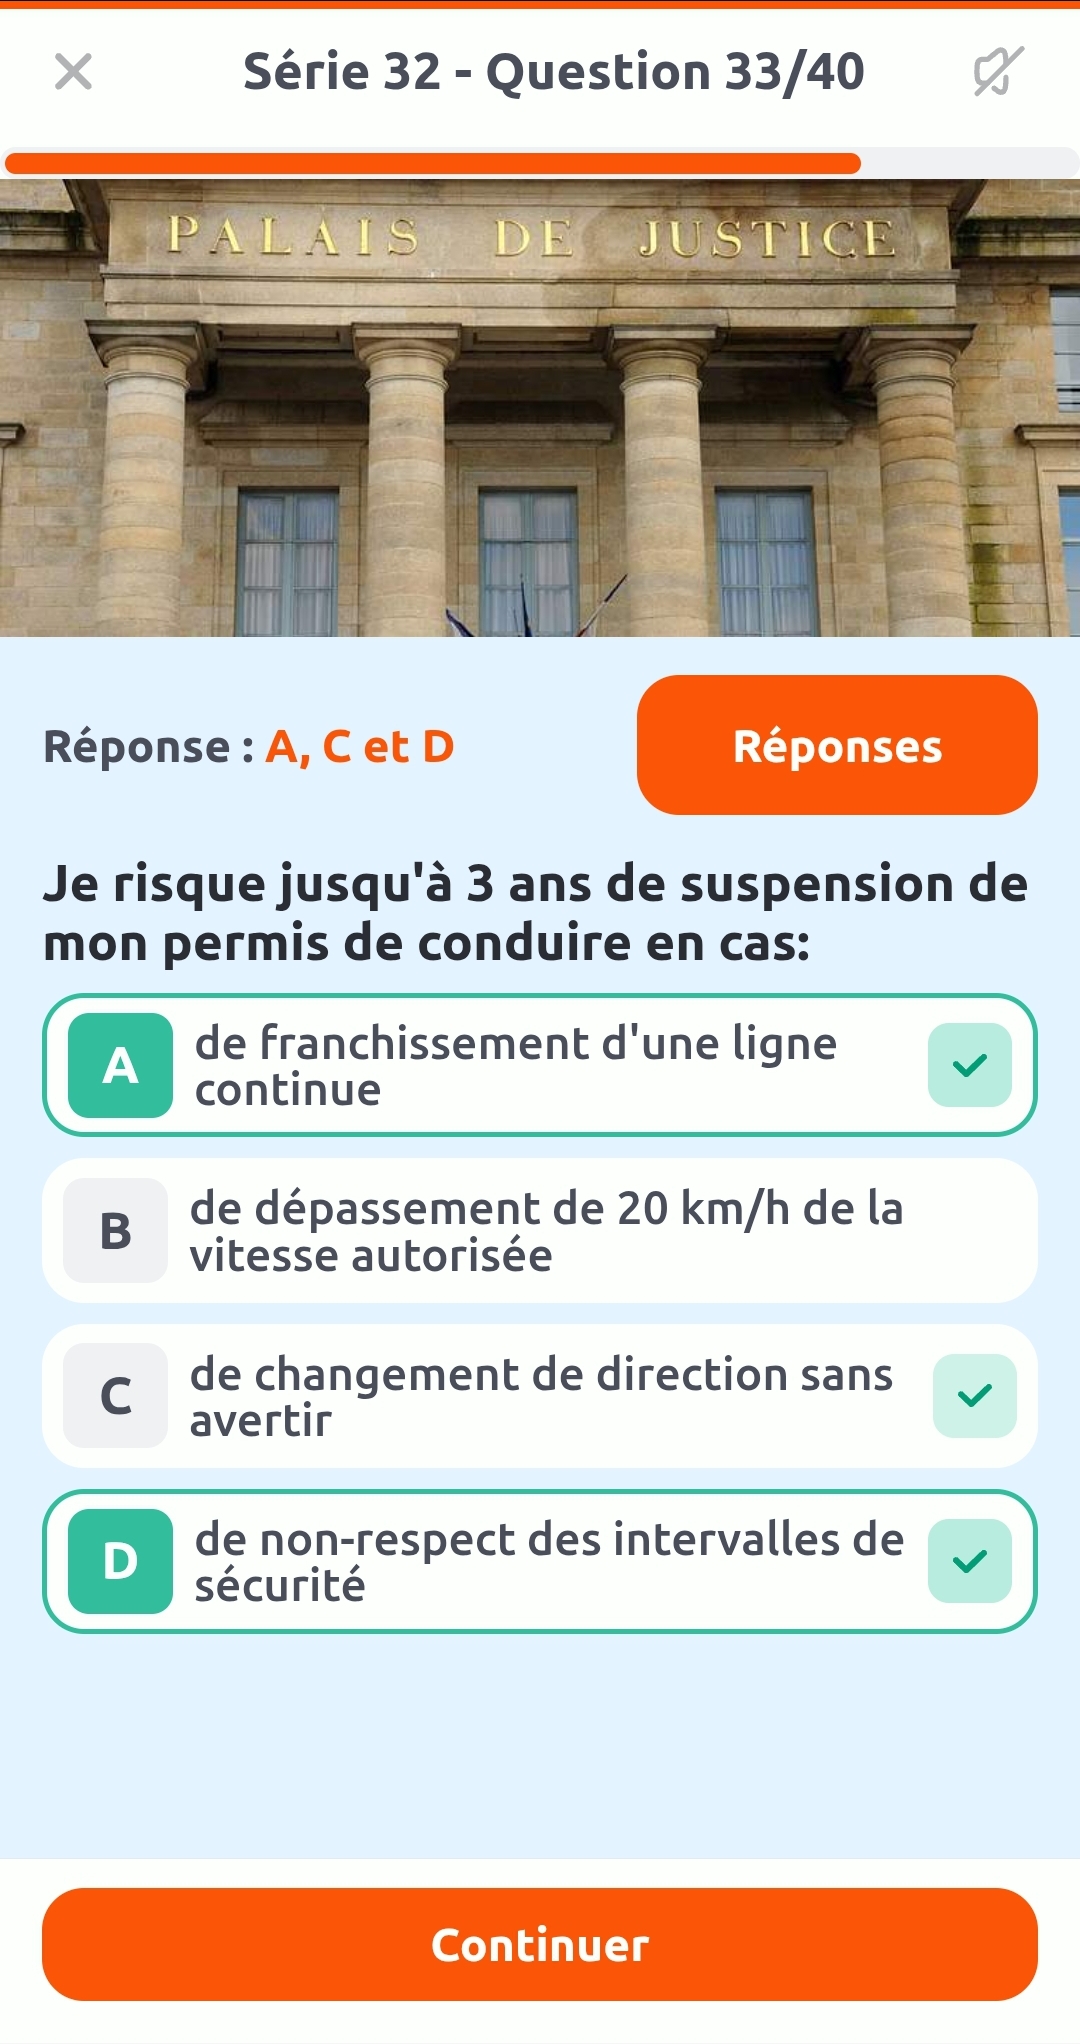 Série 32 - Question 33/40
PALAIS DE JUSTICE
Réponse : A, C et D
Réponses
Je risque jusqu'à 3 ans de suspension de
mon permis de conduire en cas:
A
de franchissement d'une ligne
continue
B
de dépassement de 20 km/h de la
vitesse autorisée
C
de changement de direction sans
avertir
D
de non-respect des intervalles de
sécurité
Continuer